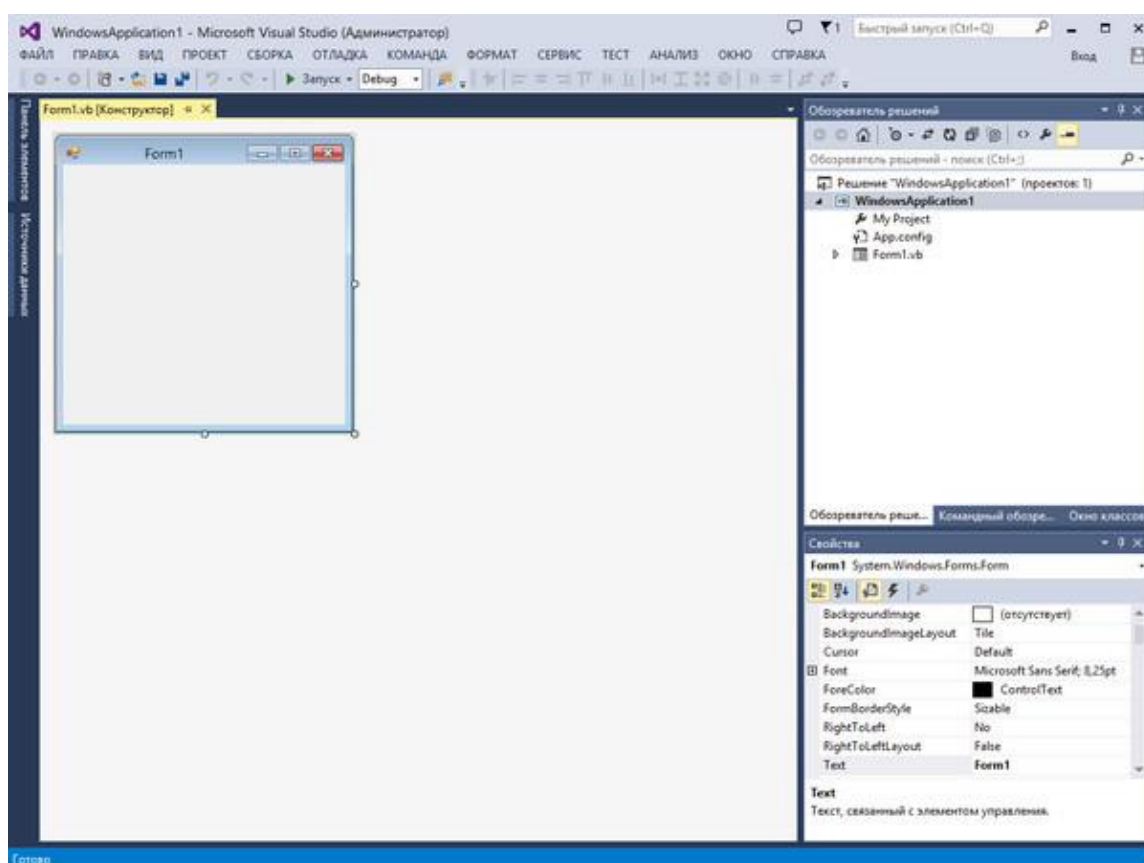 WindowsApplication1 - Microsoft Visual Studio (Администратор)
1
Быстрый запуск (Ctrl+Q)
ФАЙЛ ПРАВКА ВИД ПРОЕКТ СБОРКА ОТЛАДКА КОМАНДА ФОРМАТ СЕРВИС ТЕСТ АНАЛИЗ ОКНО СПРАВКА
Вход
Запуск
Debug
Панель элементов
Источники данных
Form1.vb [Конструктор]
Form1
Обозреватель решений
Обозреватель решений - поиск (Ctrl+;)
Решение "WindowsApplication1" (проектов: 1)
WindowsApplication1
My Project
App.config
Form1.vb
Обозреватель реше... Командный обозре... Окно классов
Свойства
Form1 System.Windows.Forms.Form
BackgroundImage (отсутствует)
BackgroundImageLayout Tile
Cursor Default
Font Microsoft Sans Serif; 8,25pt
ForeColor ControlText
FormBorderStyle Sizable
RightToLeft No
RightToLeftLayout False
Text Form1
Text
Текст, связанный с элементом управления.
Готово